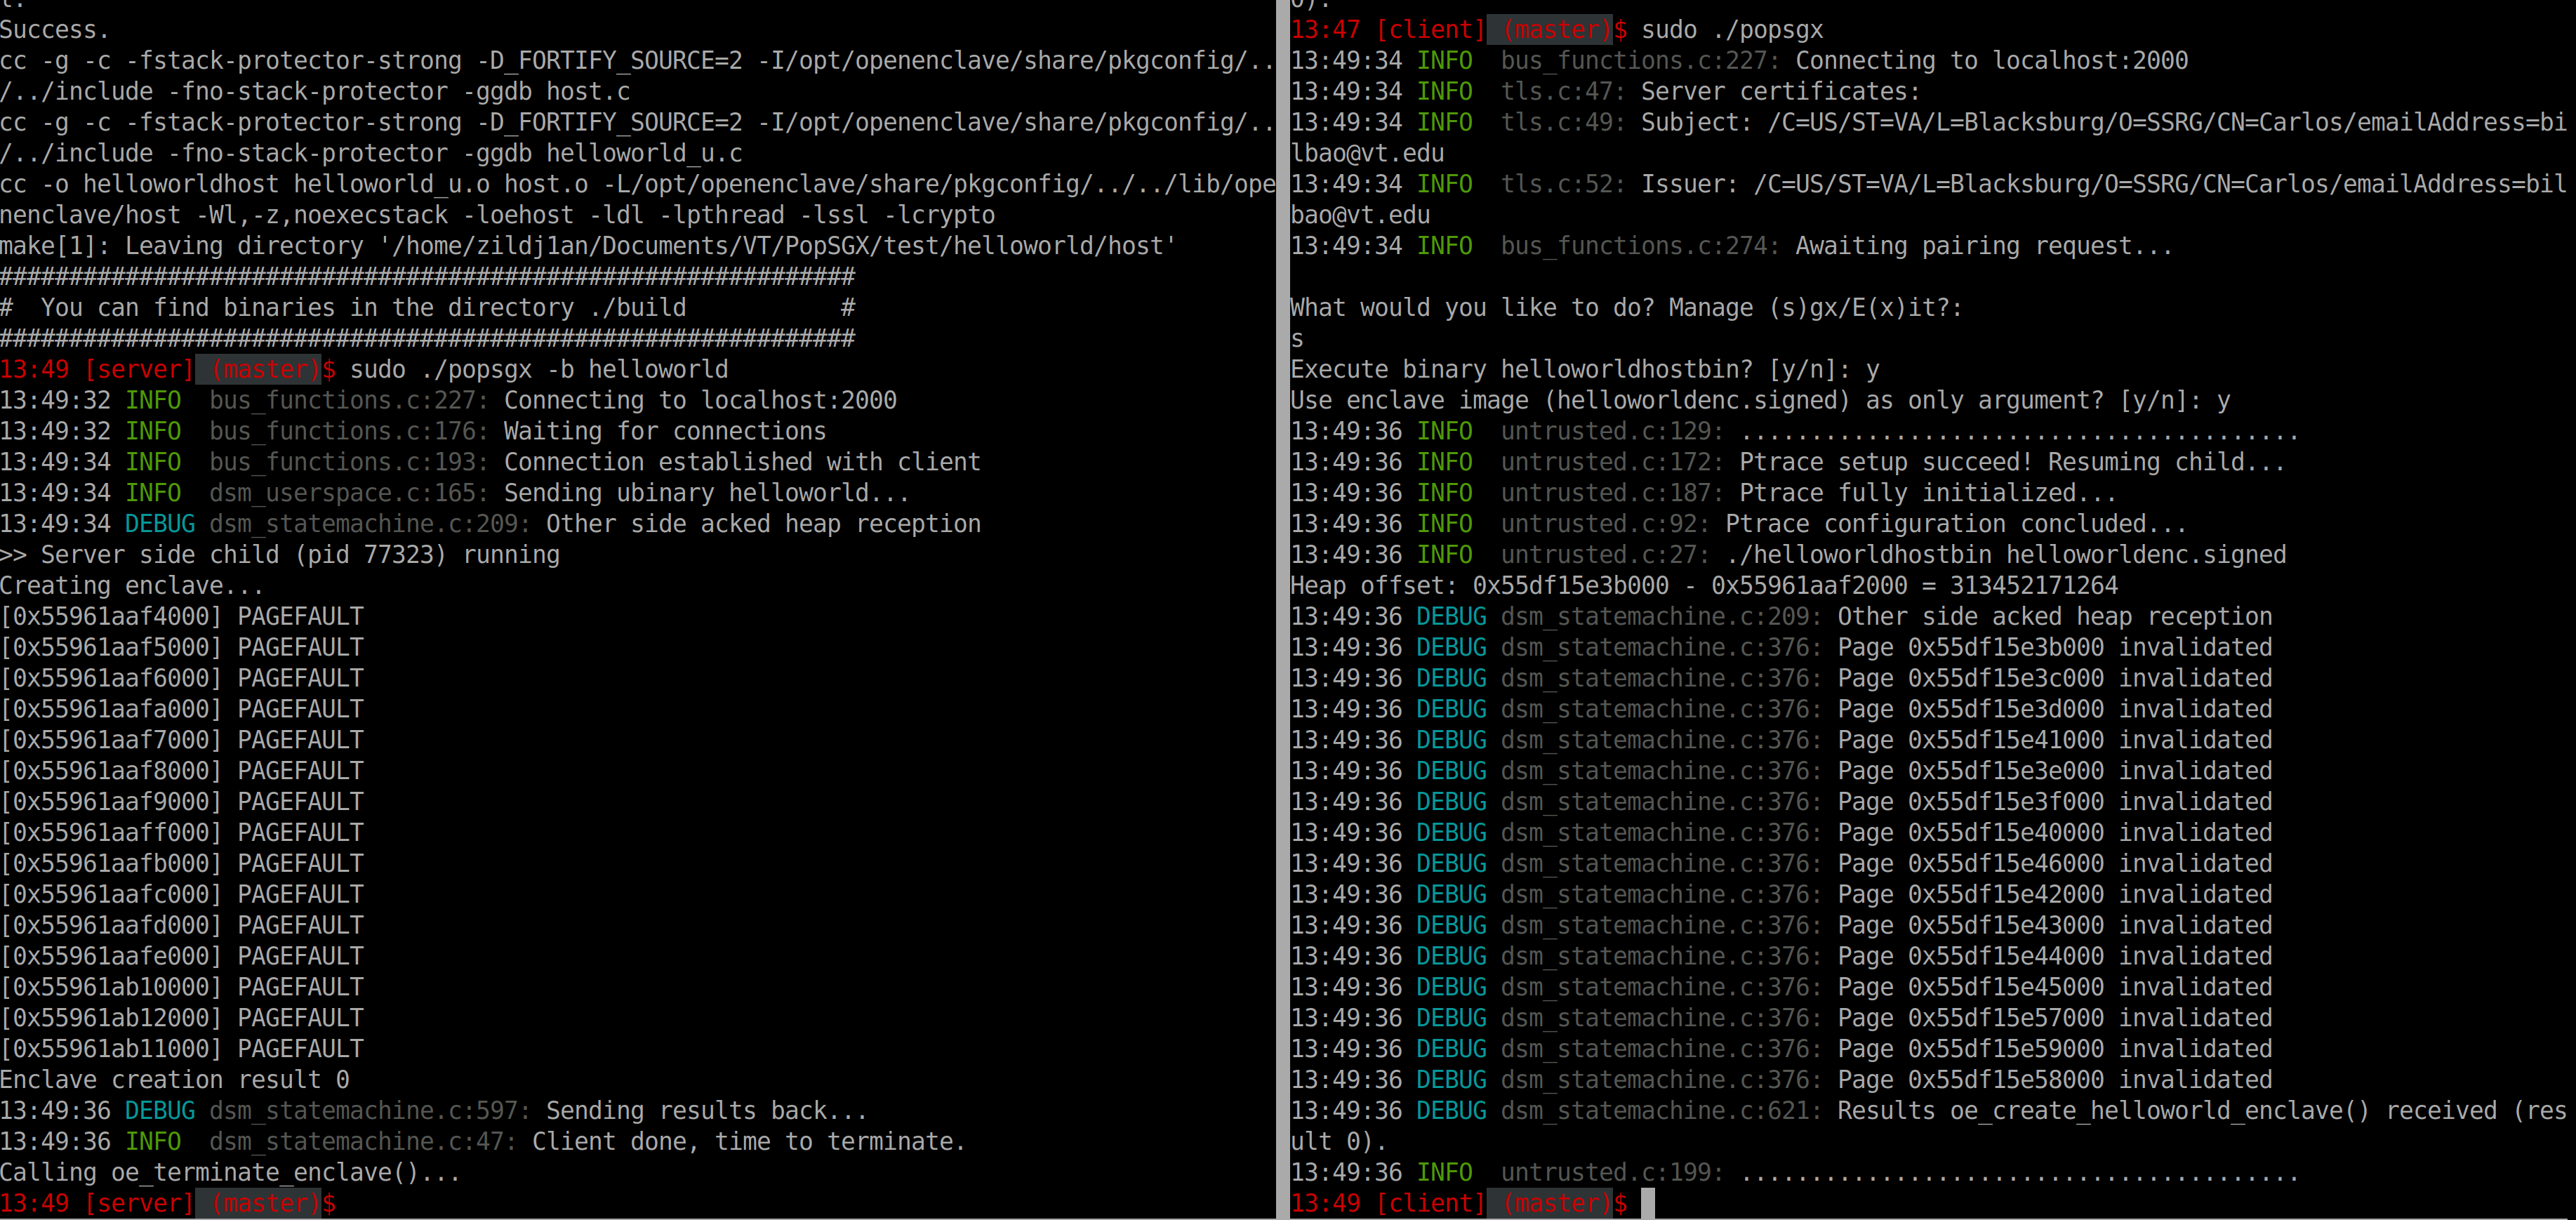 t.
Success.
cc -g -c -fstack-protector-strong -D_FORTIFY_SOURCE=2 -I/opt/openenclave/share/pkgconfig/..
/../include -fno-stack-protector -ggdb host.c
cc -g -c -fstack-protector-strong -D_FORTIFY_SOURCE=2 -I/opt/openenclave/share/pkgconfig/..
/../include -fno-stack-protector -ggdb helloworld_u.c
cc -o helloworldhost helloworld_u.o host.o -L/opt/openenclave/share/pkgconfig/../../lib/ope
nenclave/host -Wl,-z,noexecstack -loehost -ldl -lpthread -lssl -lcrypto
make[1]: Leaving directory '/home/zildj1an/Documents/VT/PopSGX/test/helloworld/host'
#############################################################
#  You can find binaries in the directory ./build           #
#############################################################
13:49 [server] (master)$ sudo ./popsgx -b helloworld
13:49:32 INFO  bus_functions.c:227: Connecting to localhost:2000
13:49:32 INFO  bus_functions.c:176: Waiting for connections
13:49:34 INFO  bus_functions.c:193: Connection established with client
13:49:34 INFO  dsm_userspace.c:165: Sending ubinary helloworld...
13:49:34 DEBUG dsm_statemachine.c:209: Other side acked heap reception
>> Server side child (pid 77323) running
Creating enclave...
[0x55961aaf4000] PAGEFAULT
[0x55961aaf5000] PAGEFAULT
[0x55961aaf6000] PAGEFAULT
[0x55961aafa000] PAGEFAULT
[0x55961aaf7000] PAGEFAULT
[0x55961aaf8000] PAGEFAULT
[0x55961aaf9000] PAGEFAULT
[0x55961aaff000] PAGEFAULT
[0x55961aafb000] PAGEFAULT
[0x55961aafc000] PAGEFAULT
[0x55961aafd000] PAGEFAULT
[0x55961aafe000] PAGEFAULT
[0x55961ab10000] PAGEFAULT
[0x55961ab12000] PAGEFAULT
[0x55961ab11000] PAGEFAULT
Enclave creation result 0
13:49:36 DEBUG dsm_statemachine.c:597: Sending results back...
13:49:36 INFO  dsm_statemachine.c:47: Client done, time to terminate.
Calling oe_terminate_enclave()...
13:49 [server] (master)$
0).
13:47 [client] (master)$ sudo ./popsgx
13:49:34 INFO  bus_functions.c:227: Connecting to localhost:2000
13:49:34 INFO  tls.c:47: Server certificates:
13:49:34 INFO  tls.c:49: Subject: /C=US/ST=VA/L=Blacksburg/O=SSRG/CN=Carlos/emailAddress=bi
lbao@vt.edu
13:49:34 INFO  tls.c:52: Issuer: /C=US/ST=VA/L=Blacksburg/O=SSRG/CN=Carlos/emailAddress=bil
bao@vt.edu
13:49:34 INFO  bus_functions.c:274: Awaiting pairing request...
What would you like to do? Manage (s)gx/E(x)it?:
s
Execute binary helloworldhostbin? [y/n]: y
Use enclave image (helloworldenc.signed) as only argument? [y/n]: y
13:49:36 INFO  untrusted.c:129: ........................................
13:49:36 INFO  untrusted.c:172: Ptrace setup succeed! Resuming child...
13:49:36 INFO  untrusted.c:187: Ptrace fully initialized...
13:49:36 INFO  untrusted.c:92: Ptrace configuration concluded...
13:49:36 INFO  untrusted.c:27: ./helloworldhostbin helloworldenc.signed
Heap offset: 0x55df15e3b000 - 0x55961aaf2000 = 313452171264
13:49:36 DEBUG dsm_statemachine.c:209: Other side acked heap reception
13:49:36 DEBUG dsm_statemachine.c:376: Page 0x55df15e3b000 invalidated
13:49:36 DEBUG dsm_statemachine.c:376: Page 0x55df15e3c000 invalidated
13:49:36 DEBUG dsm_statemachine.c:376: Page 0x55df15e3d000 invalidated
13:49:36 DEBUG dsm_statemachine.c:376: Page 0x55df15e41000 invalidated
13:49:36 DEBUG dsm_statemachine.c:376: Page 0x55df15e3e000 invalidated
13:49:36 DEBUG dsm_statemachine.c:376: Page 0x55df15e3f000 invalidated
13:49:36 DEBUG dsm_statemachine.c:376: Page 0x55df15e40000 invalidated
13:49:36 DEBUG dsm_statemachine.c:376: Page 0x55df15e46000 invalidated
13:49:36 DEBUG dsm_statemachine.c:376: Page 0x55df15e42000 invalidated
13:49:36 DEBUG dsm_statemachine.c:376: Page 0x55df15e43000 invalidated
13:49:36 DEBUG dsm_statemachine.c:376: Page 0x55df15e44000 invalidated
13:49:36 DEBUG dsm_statemachine.c:376: Page 0x55df15e45000 invalidated
13:49:36 DEBUG dsm_statemachine.c:376: Page 0x55df15e57000 invalidated
13:49:36 DEBUG dsm_statemachine.c:376: Page 0x55df15e59000 invalidated
13:49:36 DEBUG dsm_statemachine.c:376: Page 0x55df15e58000 invalidated
13:49:36 DEBUG dsm_statemachine.c:621: Results oe_create_helloworld_enclave() received (res
ult 0).
13:49:36 INFO  untrusted.c:199: ........................................
13:49 [client] (master)$